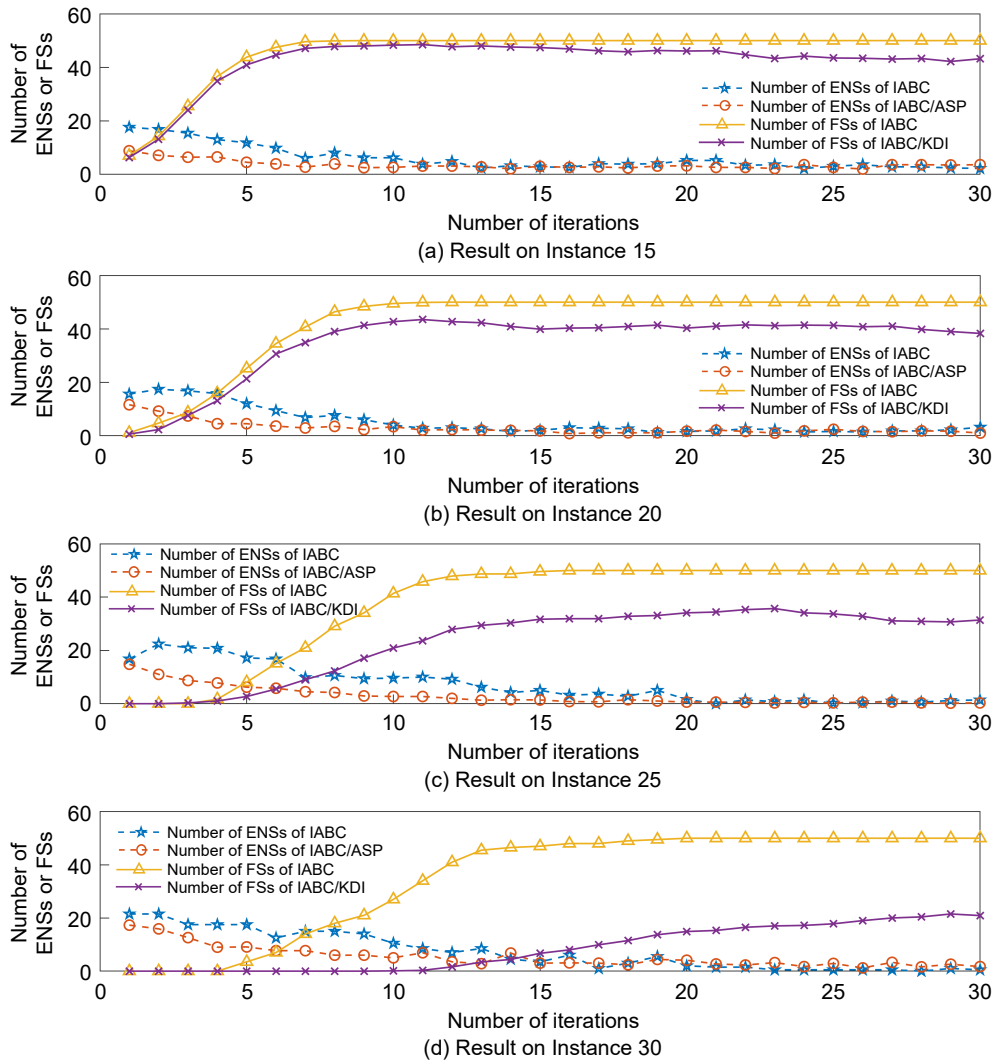 60
40
20
0
Number of
ENSs or FSs
Number of ENSs of IABC
Number of ENSs of IABC/ASP
Number of FSs of IABC
Number of FSs of IABC/KDI
0 5 10 15 20 25 30
Number of iterations
(a) Result on Instance 15
60
40
20
0
Number of
ENSs or FSs
Number of ENSs of IABC
Number of ENSs of IABC/ASP
Number of FSs of IABC
Number of FSs of IABC/KDI
0 5 10 15 20 25 30
Number of iterations
(b) Result on Instance 20
60
40
20
0
Number of
ENSs or FSs
Number of ENSs of IABC
Number of ENSs of IABC/ASP
Number of FSs of IABC
Number of FSs of IABC/KDI
0 5 10 15 20 25 30
Number of iterations
(c) Result on Instance 25
60
40
20
0
Number of
ENSs or FSs
Number of ENSs of IABC
Number of ENSs of IABC/ASP
Number of FSs of IABC
Number of FSs of IABC/KDI
0 5 10 15 20 25 30
Number of iterations
(d) Result on Instance 30